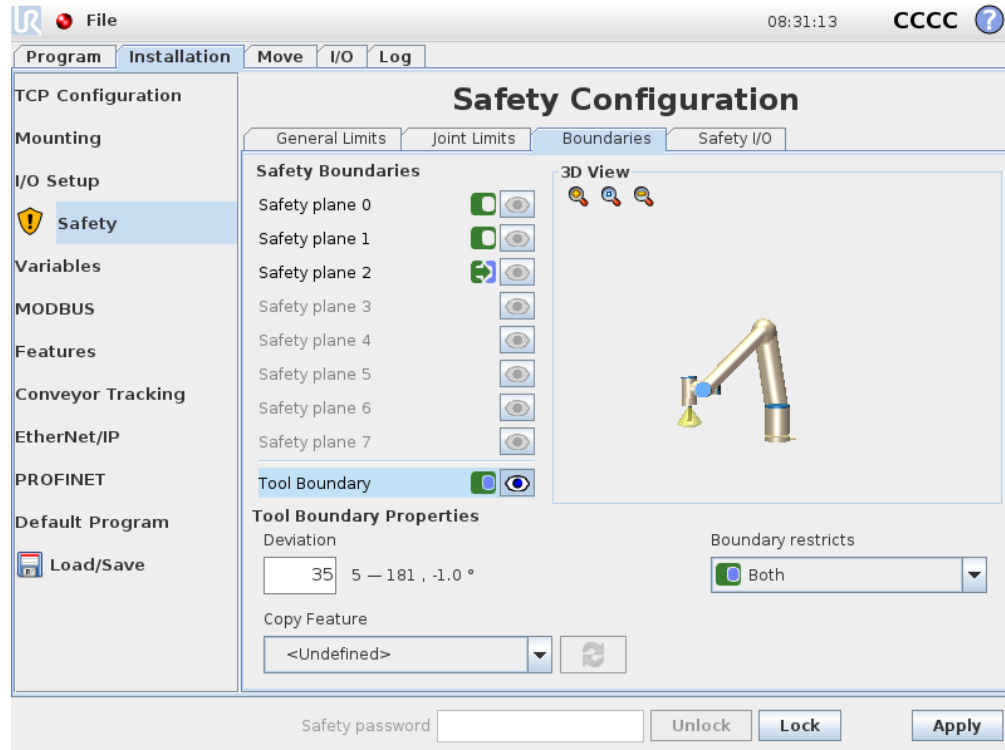 UR File 08:31:13 CCCC ?
Program Installation Move I/O Log
TCP Configuration
Mounting
I/O Setup
Safety
Variables
MODBUS
Features
Conveyor Tracking
EtherNet/IP
PROFINET
Default Program
Load/Save
Safety Configuration
General Limits Joint Limits Boundaries Safety I/O
Safety Boundaries
Safety plane 0
Safety plane 1
Safety plane 2
Safety plane 3
Safety plane 4
Safety plane 5
Safety plane 6
Safety plane 7
Tool Boundary
3D View
Tool Boundary Properties
Deviation
35 5 — 181 , -1.0 °
Boundary restricts
Both
Copy Feature
<Undefined>
Safety password Unlock Lock Apply